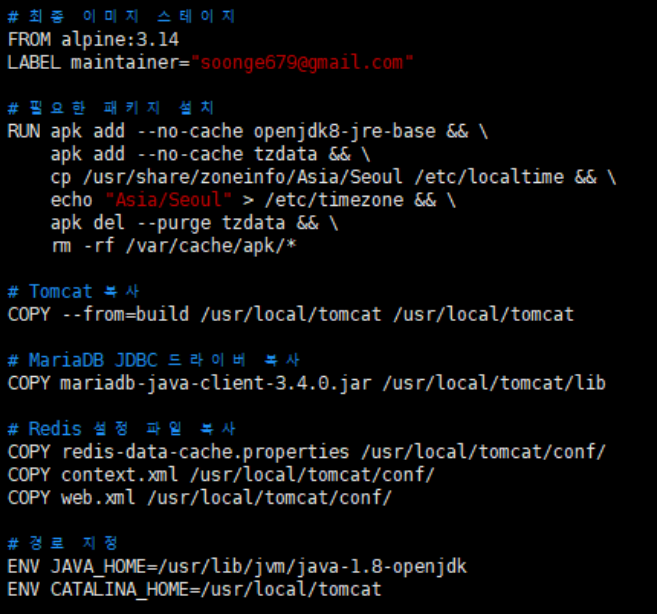 # 최종 이미지 스테이지
FROM alpine:3.14
LABEL maintainer="soonge679@gmail.com"

# 필요한 패키지 설치
RUN apk add --no-cache openjdk8-jre-base && \
    apk add --no-cache tzdata && \
    cp /usr/share/zoneinfo/Asia/Seoul /etc/localtime && \
    echo "Asia/Seoul" > /etc/timezone && \
    apk del --purge tzdata && \
    rm -rf /var/cache/apk/*

# Tomcat 복사
COPY --from=build /usr/local/tomcat /usr/local/tomcat

# MariaDB JDBC 드라이버 복사
COPY mariadb-java-client-3.4.0.jar /usr/local/tomcat/lib

# Redis 설정 파일 복사
COPY redis-data-cache.properties /usr/local/tomcat/conf/
COPY context.xml /usr/local/tomcat/conf/
COPY web.xml /usr/local/tomcat/conf/

# 경로 지정
ENV JAVA_HOME=/usr/lib/jvm/java-1.8-openjdk
ENV CATALINA_HOME=/usr/local/tomcat